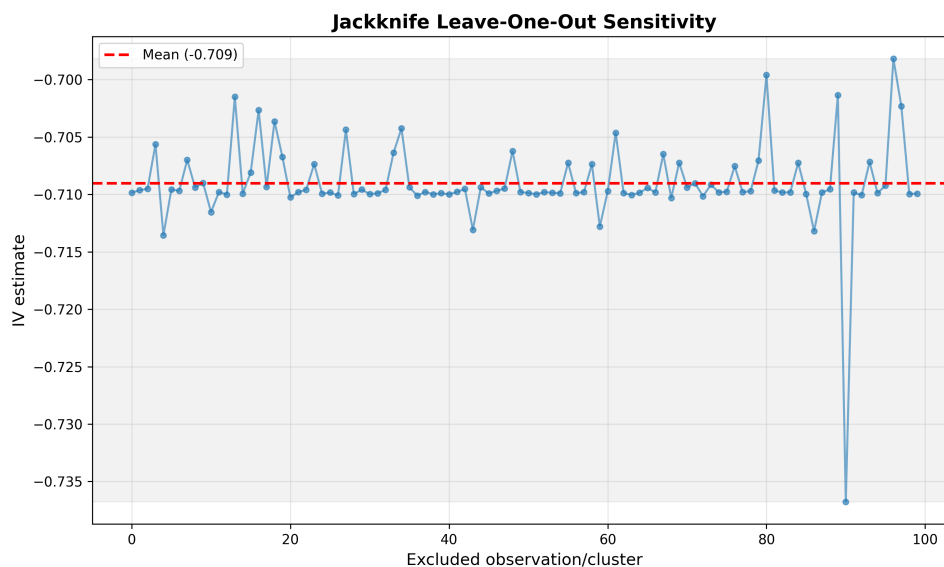 Jackknife Leave-One-Out Sensitivity
Mean (-0.709)
IV estimate
−0.700
−0.705
−0.710
−0.715
−0.720
−0.725
−0.730
−0.735
0 20 40 60 80 100
Excluded observation/cluster